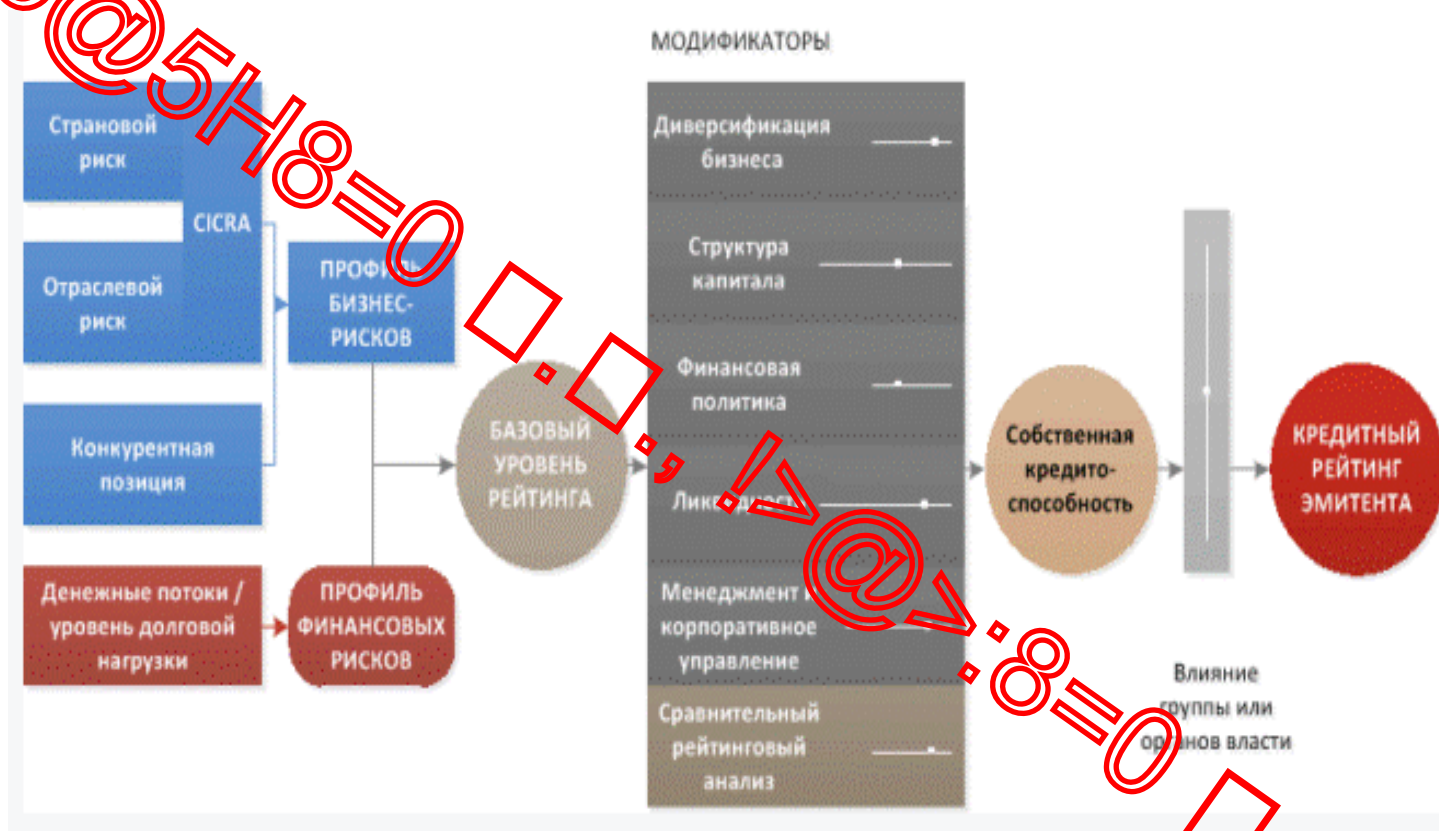 МОДИФИКАТОРЫ
Страновой
риск
CICRA
Отраслевой
риск
Конкурентная
позиция
Денежные потоки /
уровень долговой
нагрузки
ПРОФИЛЬ
БИЗНЕС-
РИСКОВ
ПРОФИЛЬ
ФИНАНСОВЫХ
РИСКОВ
БАЗОВЫЙ
УРОВЕНЬ
РЕЙТИНГА
Диверсификация
бизнеса
Структура
капитала
Финансовая
политика
Ликвидность
Менеджмент и
корпоративное
управление
Сравнительный
рейтинговый
анализ
Собственная
кредито-
способность
Влияние
группы или
органов власти
КРЕДИТНЫЙ
РЕЙТИНГ
ЭМИТЕНТА